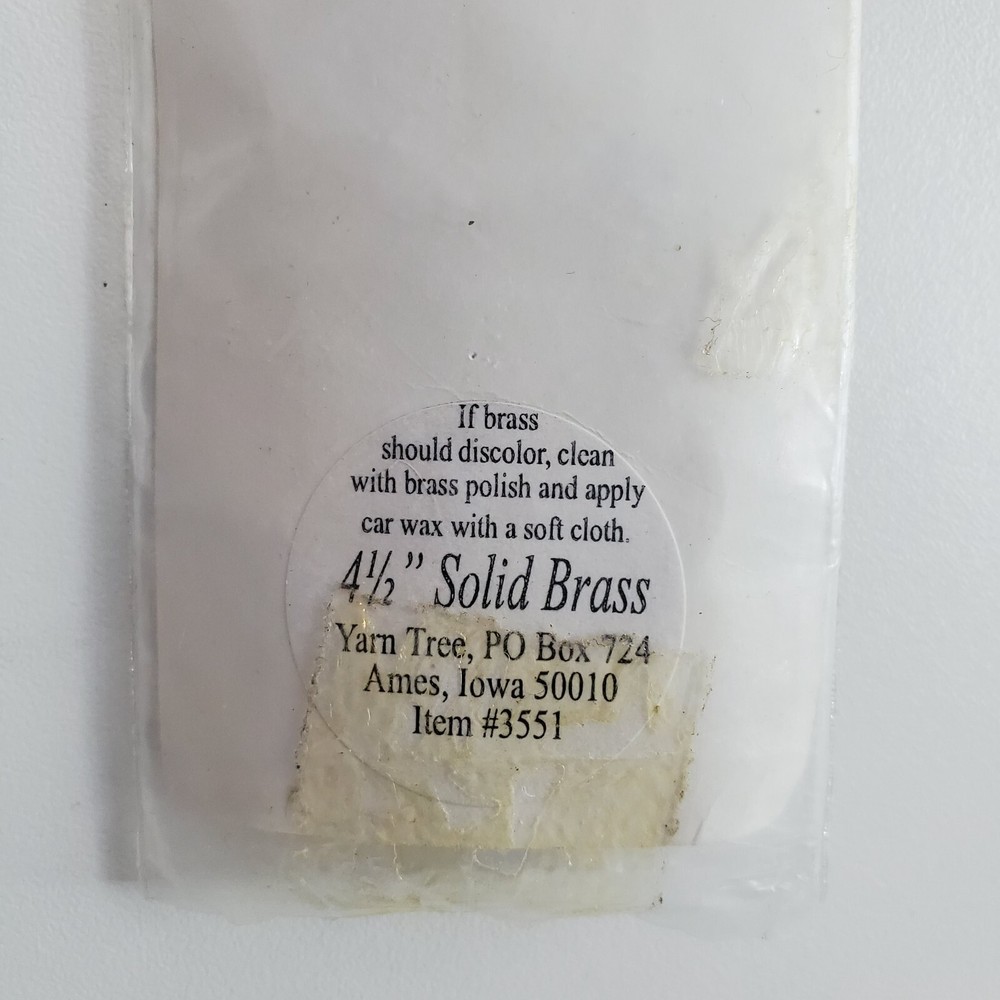 If brass
should discolor, clean
with brass polish and apply
car wax with a soft cloth.
4½” Solid Brass
Yarn Tree, PO Box 724
Ames, Iowa 50010
Item #3551